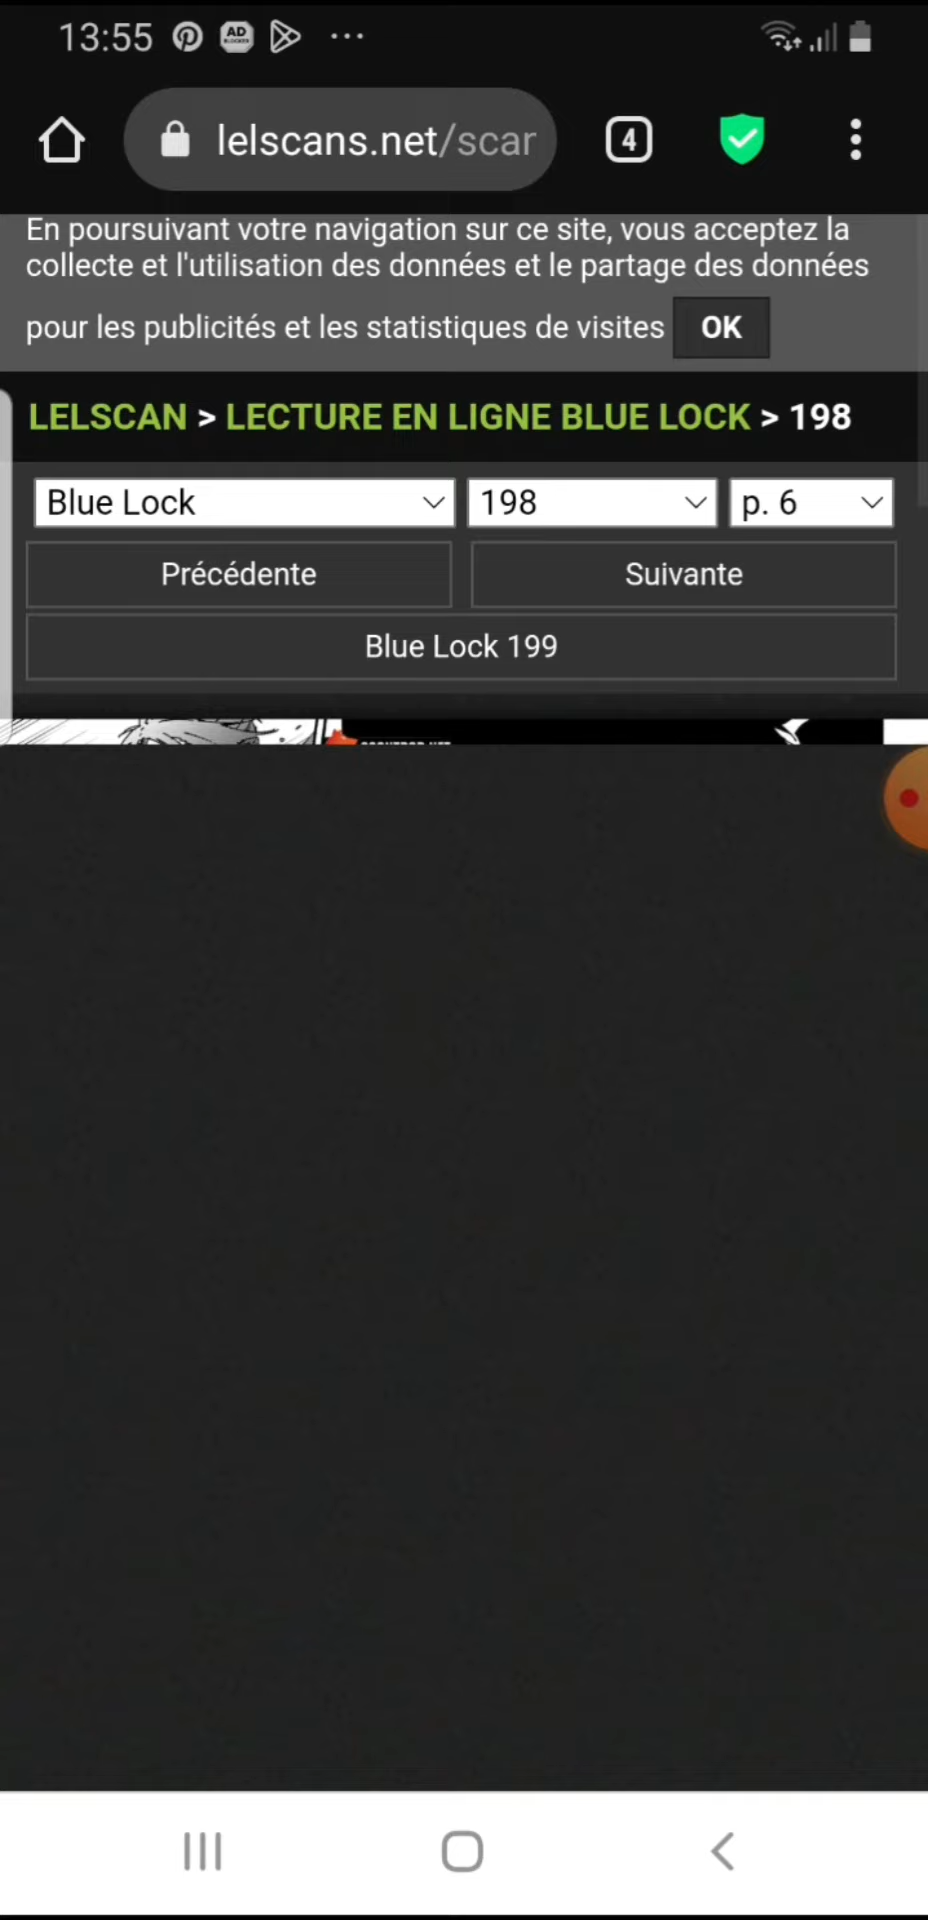 13:55
AD
lelscans.net/scar
4
En poursuivant votre navigation sur ce site, vous acceptez la
collecte et l'utilisation des données et le partage des données
pour les publicités et les statistiques de visites OK
LELSCAN > LECTURE EN LIGNE BLUE LOCK > 198
Blue Lock 198 p. 6
Précédente Suivante
Blue Lock 199